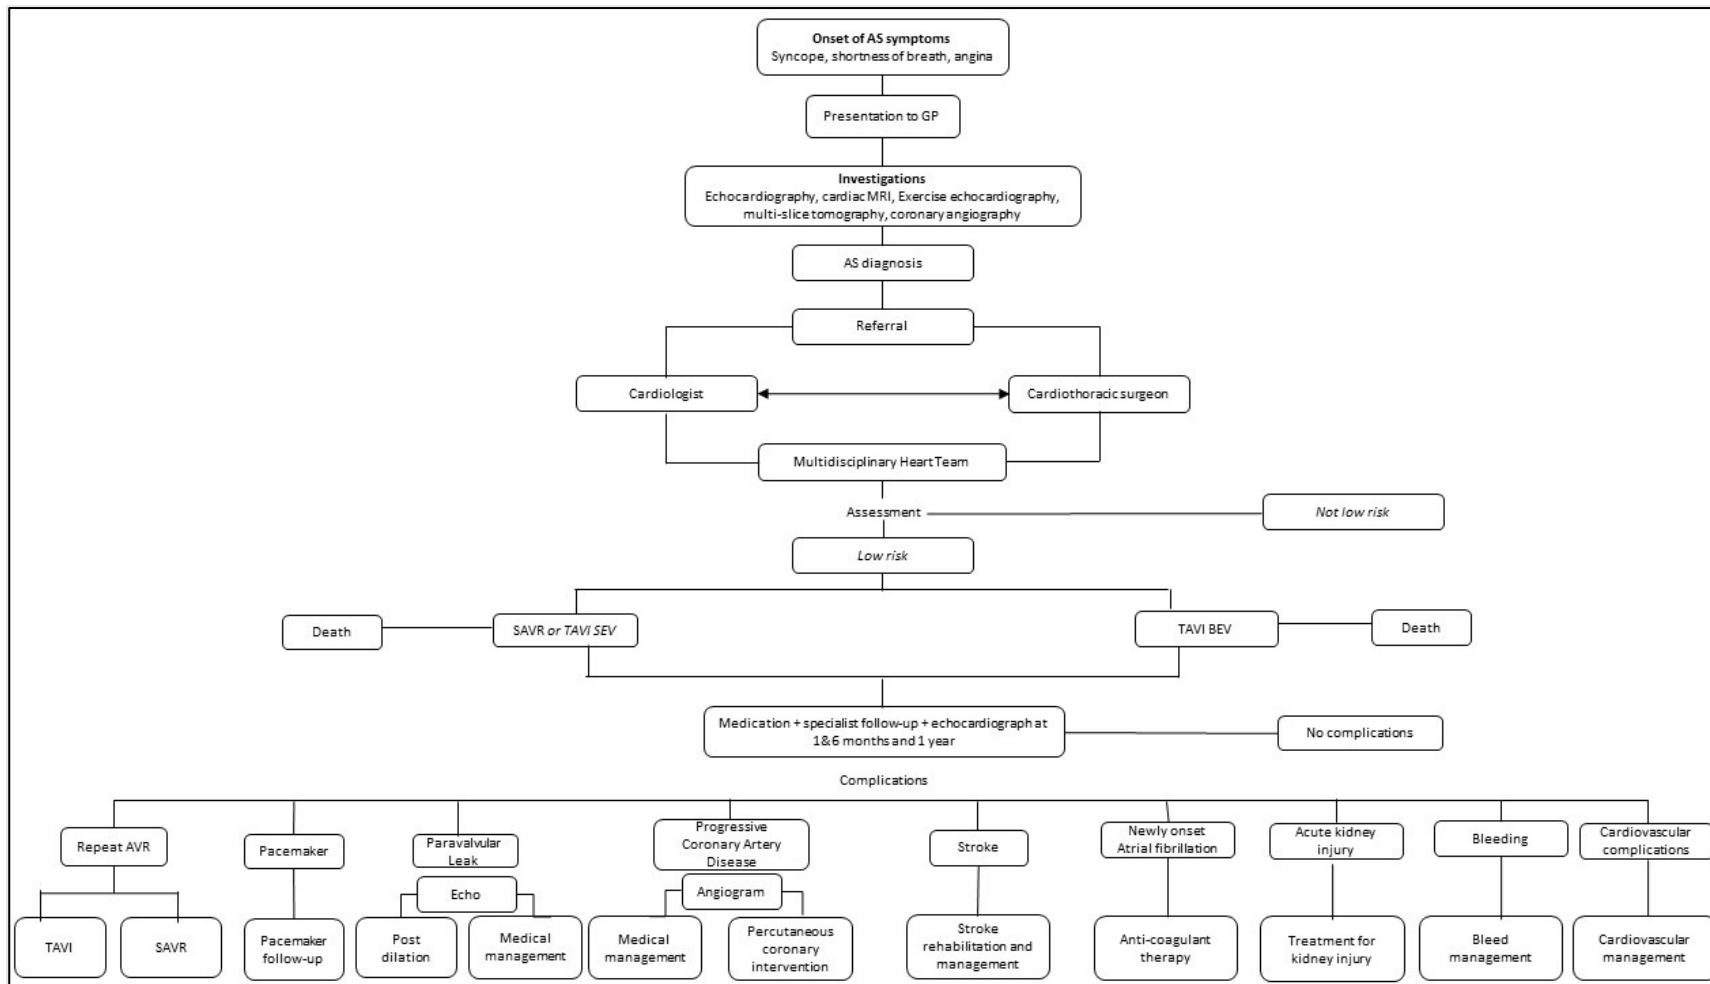 Onset of AS symptoms
Syncope, shortness of breath, angina
Presentation to GP
Investigations
Echocardiography, cardiac MRI, Exercise echocardiography,
multi-slice tomography, coronary angiography
AS diagnosis
Referral
Cardiologist
Cardiothoracic surgeon
Multidisciplinary Heart Team
Assessment
Not low risk
Low risk
Death
SAVR or TAVI SEV
TAVI BEV
Death
Medication + specialist follow-up + echocardiograph at
1&6 months and 1 year
No complications
Complications
Repeat AVR
Pacemaker
Paravalvular
Leak
Progressive
Coronary Artery
Disease
Stroke
Newly onset
Atrial fibrillation
Acute kidney
injury
Bleeding
Cardiovascular
complications
Echo
Angiogram
TAVI
SAVR
Pacemaker
follow-up
Post
dilation
Medical
management
Medical
management
Percutaneous
coronary
intervention
Stroke
rehabilitation and
management
Anti-coagulant
therapy
Treatment for
kidney injury
Bleed
management
Cardiovascular
management